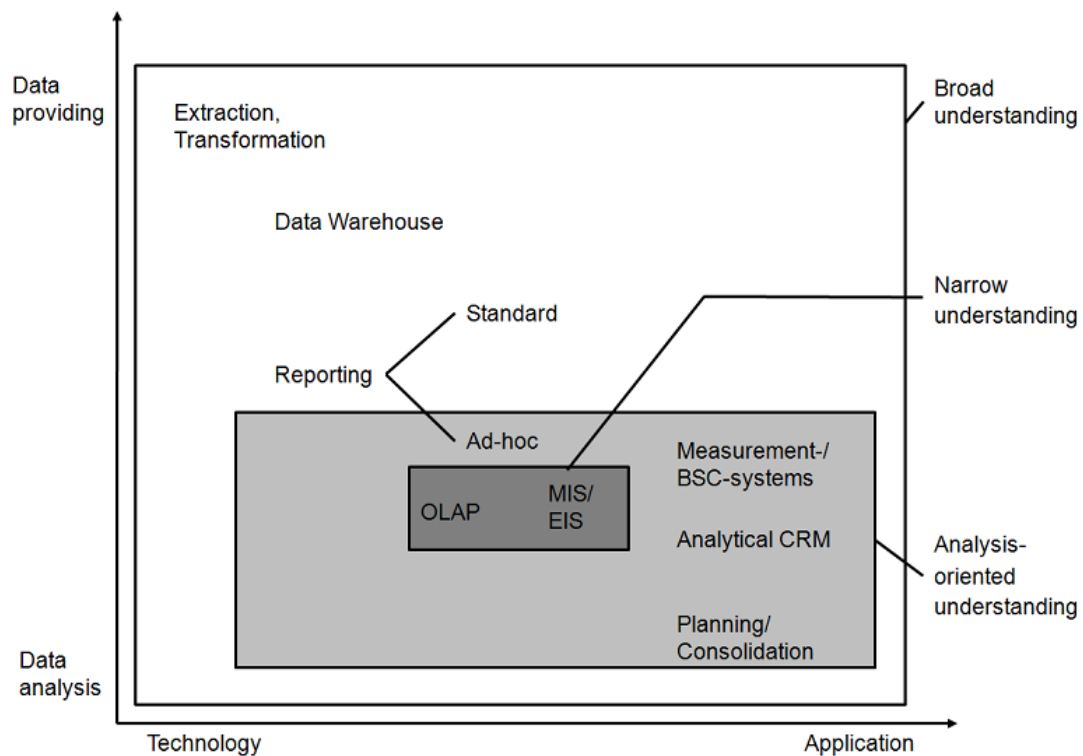 Data
providing
Extraction,
Transformation
Broad
understanding
Data Warehouse
Narrow
understanding
Standard
Reporting
Ad-hoc
Measurement-/
BSC-systems
OLAP
MIS/
EIS
Analytical CRM
Analysis-
oriented
understanding
Planning/
Consolidation
Data
analysis
Technology
Application